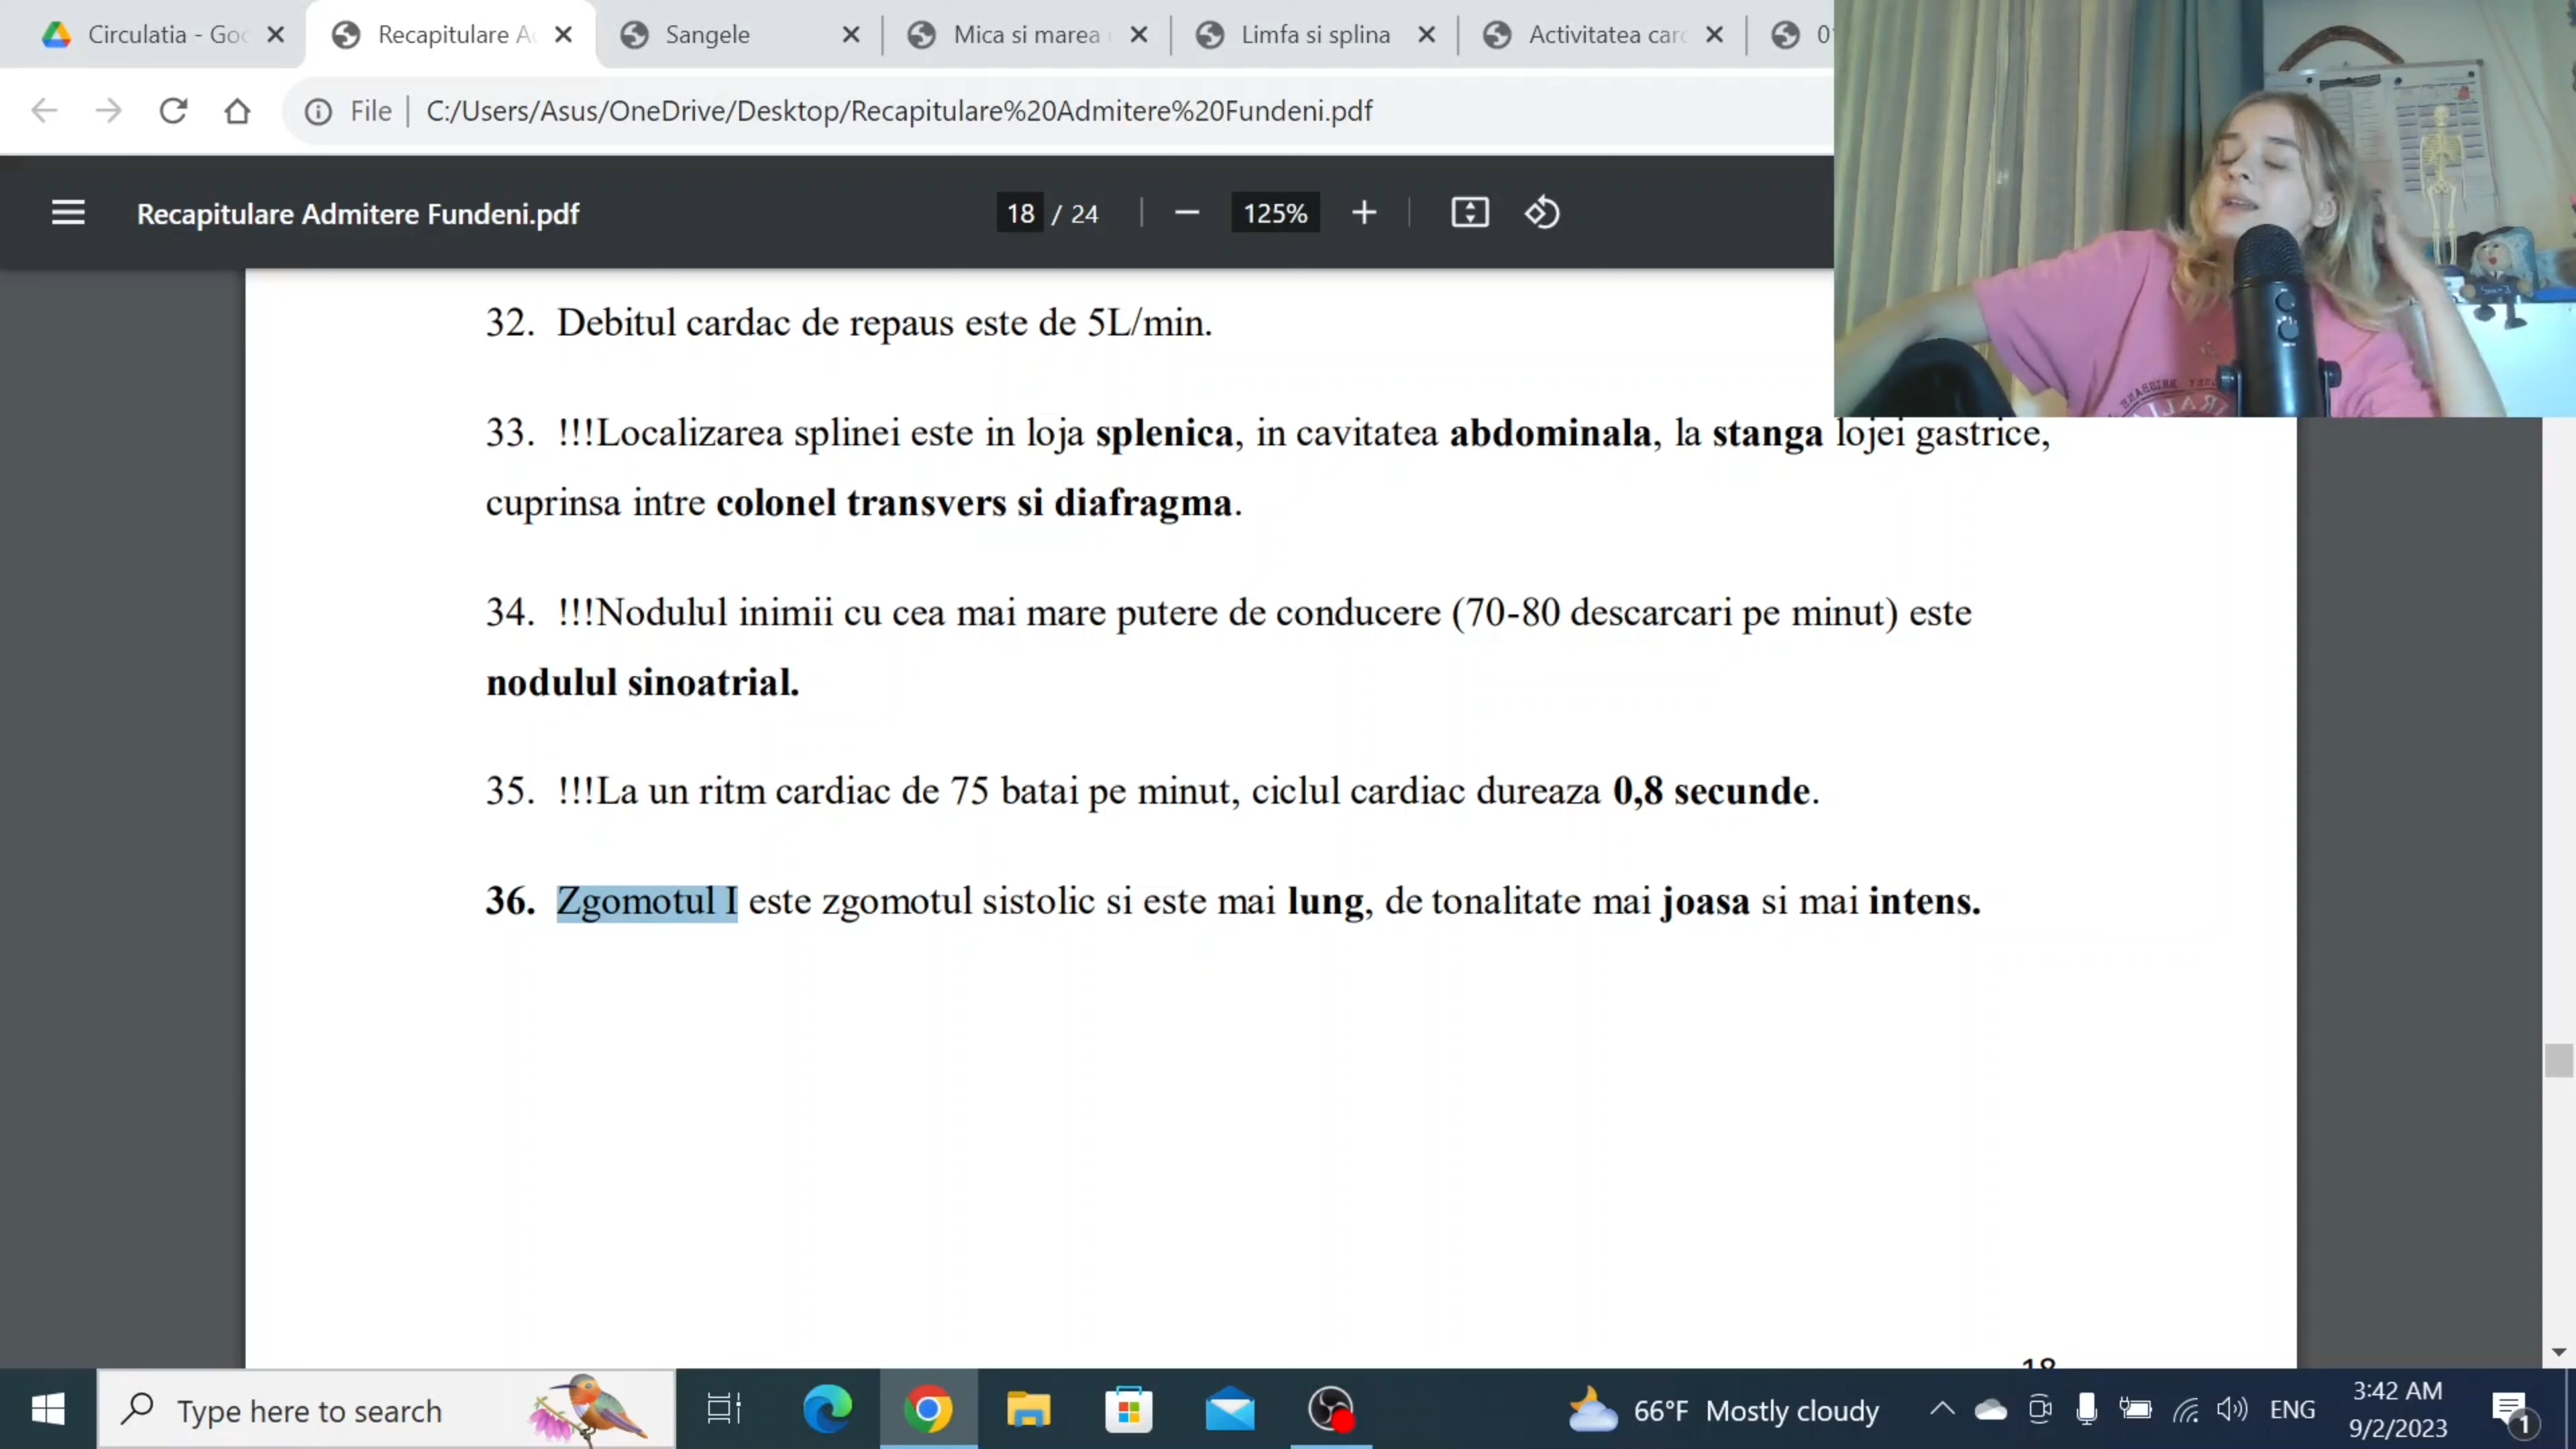 Circulatia - Goo
Recapitulare A
Sangele
Mica si marea
Limfa si splina
Activitatea card
File
C:/Users/Asus/OneDrive/Desktop/Recapitulare%20Admitere%20Fundeni.pdf
Recapitulare Admitere Fundeni.pdf
18 / 24
125%
32. Debitul cardac de repaus este de 5L/min.
33. !!!Localizarea splinei este in loja splenica, in cavitatea abdominala, la stanga lojei gastrice,
cuprinsa intre colonel transvers si diafragma.
34. !!!Nodulul inimii cu cea mai mare putere de conducere (70-80 descarcari pe minut) este
nodulul sinoatrial.
35. !!!La un ritm cardiac de 75 batai pe minut, ciclul cardiac dureaza 0,8 secunde.
36. Zgomotul I este zgomotul sistolic si este mai lung, de tonalitate mai joasa si mai intens.
18
Type here to search
66°F Mostly cloudy
ENG
3:42 AM
9/2/2023
1